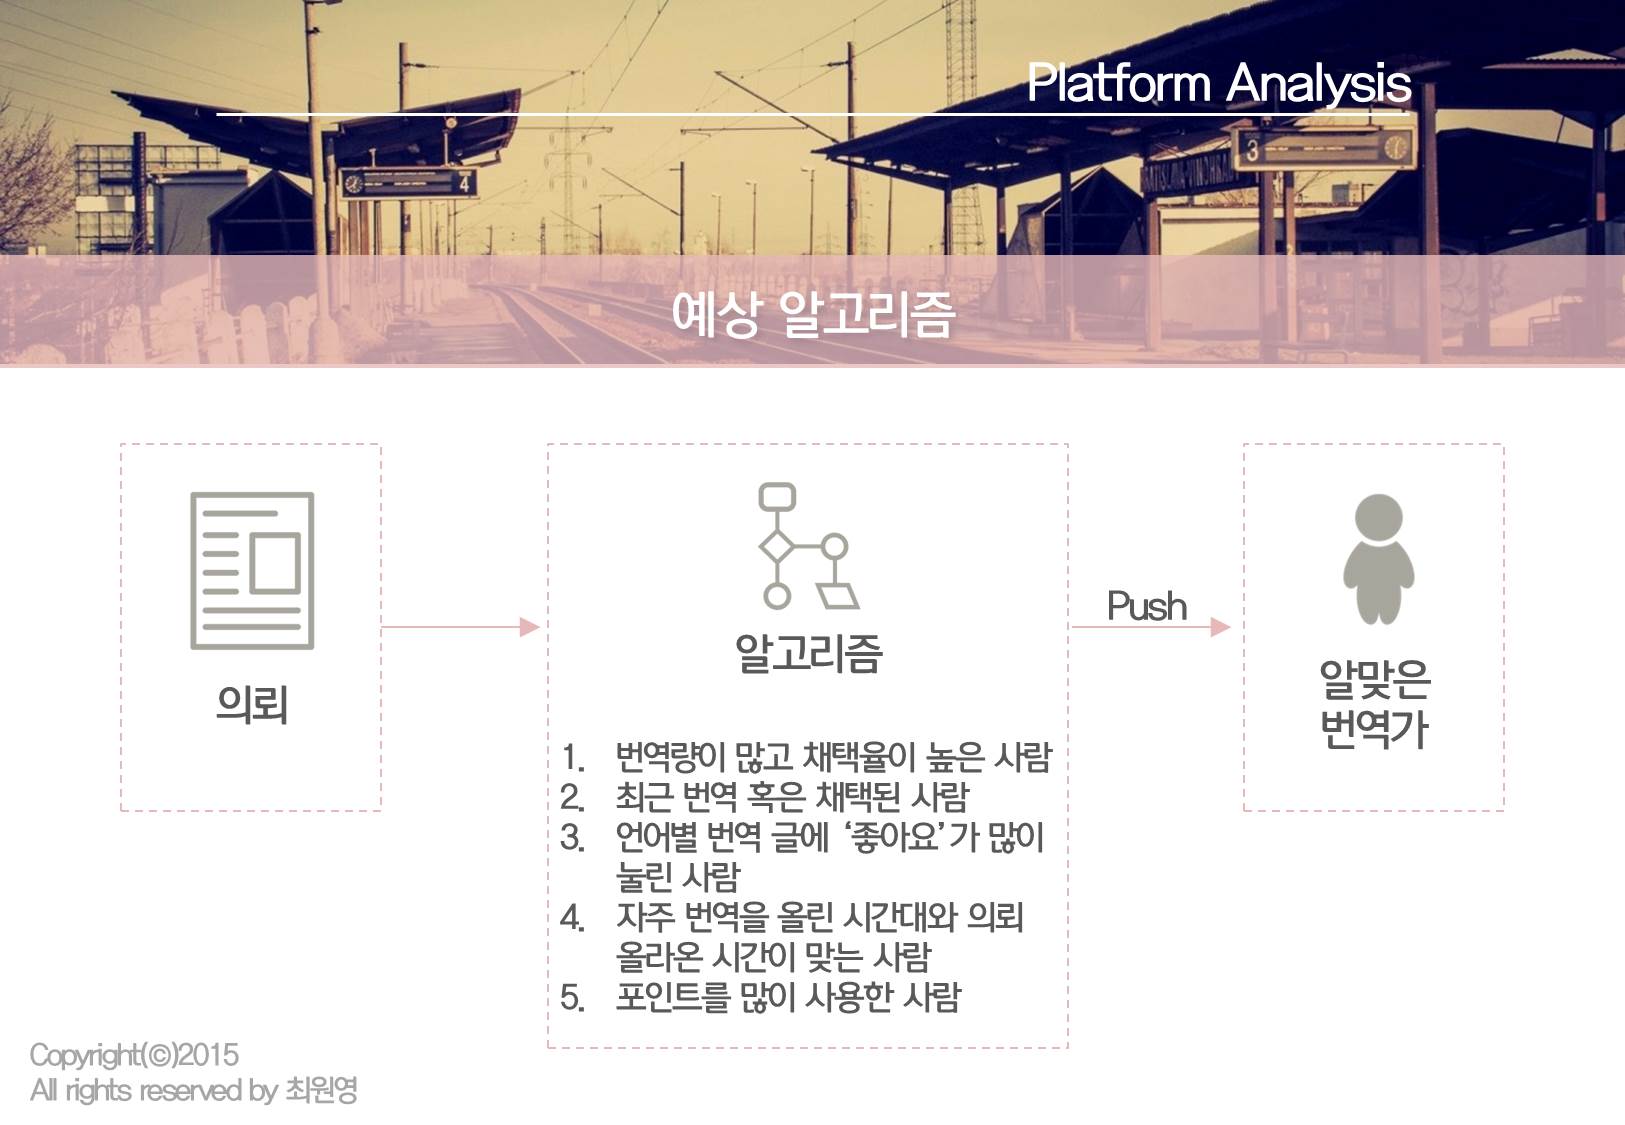 Platform Analysis
4
3
예상 알고리즘
의뢰
알고리즘
1. 번역량이 많고 채택율이 높은 사람
2. 최근 번역 혹은 채택된 사람
3. 언어별 번역 글에 ‘좋아요’가 많이
눌린 사람
4. 자주 번역을 올린 시간대와 의뢰
올라온 시간이 맞는 사람
5. 포인트를 많이 사용한 사람
Push
알맞은
번역가
Copyright(©)2015
All rights reserved by 최원영